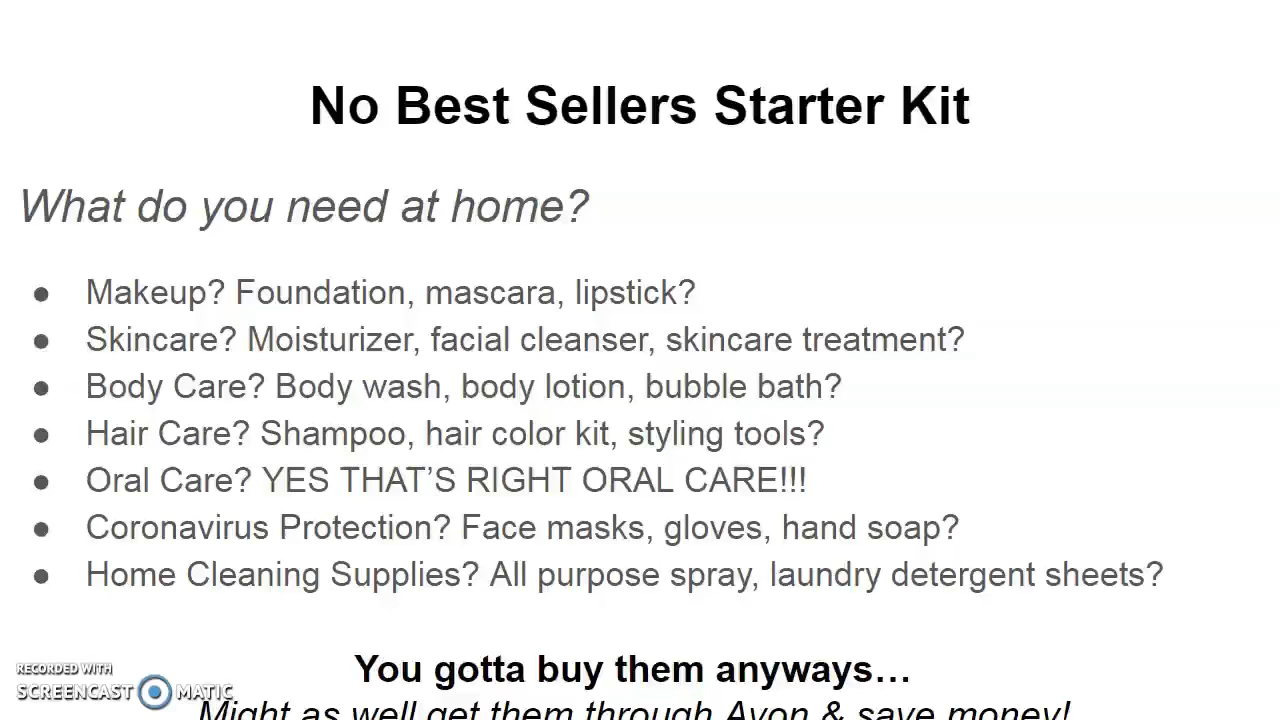 No Best Sellers Starter Kit
What do you need at home?
● Makeup? Foundation, mascara, lipstick?
● Skincare? Moisturizer, facial cleanser, skincare treatment?
● Body Care? Body wash, body lotion, bubble bath?
● Hair Care? Shampoo, hair color kit, styling tools?
● Oral Care? YES THAT’S RIGHT ORAL CARE!!!
● Coronavirus Protection? Face masks, gloves, hand soap?
● Home Cleaning Supplies? All purpose spray, laundry detergent sheets?
You gotta buy them anyways…
Might as well get them through Avon & save money!
RECORDED WITH
SCREENCAST MATIC